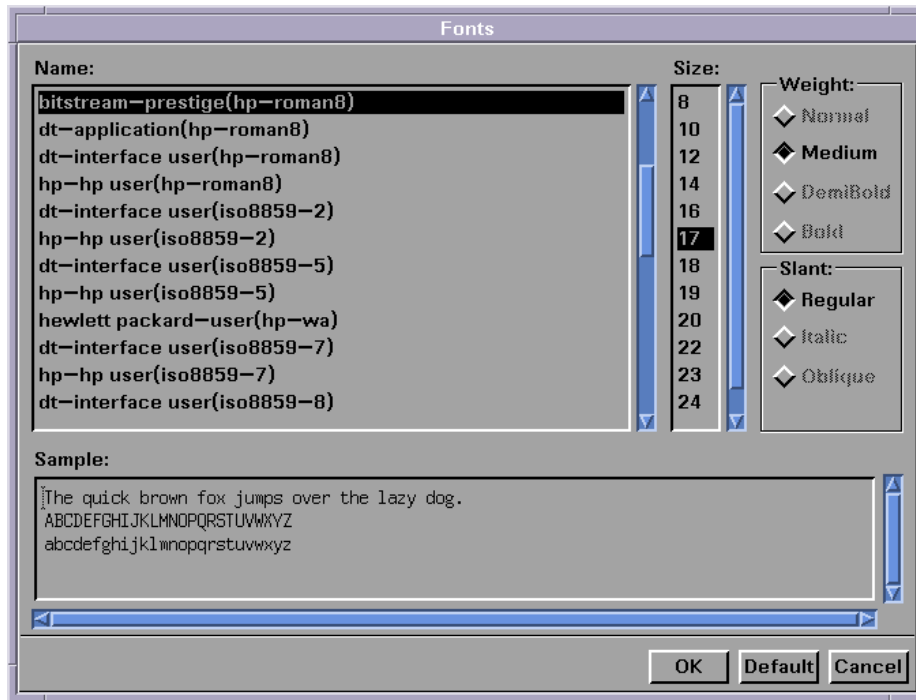 Fonts
Name:
bitstream-prestige(hp-roman8)
dt-application(hp-roman8)
dt-interface user(hp-roman8)
hp-hp user(hp-roman8)
dt-interface user(iso8859-2)
hp-hp user(iso8859-2)
dt-interface user(iso8859-5)
hp-hp user(iso8859-5)
hewlett packard-user(hp-wa)
dt-interface user(iso8859-7)
hp-hp user(iso8859-7)
dt-interface user(iso8859-8)
Size:
8
10
12
14
16
17
18
19
20
22
23
24
Weight:
Normal
Medium
DemiBold
Bold
Slant:
Regular
Italic
Oblique
Sample:
The quick brown fox jumps over the lazy dog.
ABCDEFGHIJKLMNOPQRSTUVWXYZ
abcdefghijklmnopqrstuvwxyz
OK
Default
Cancel